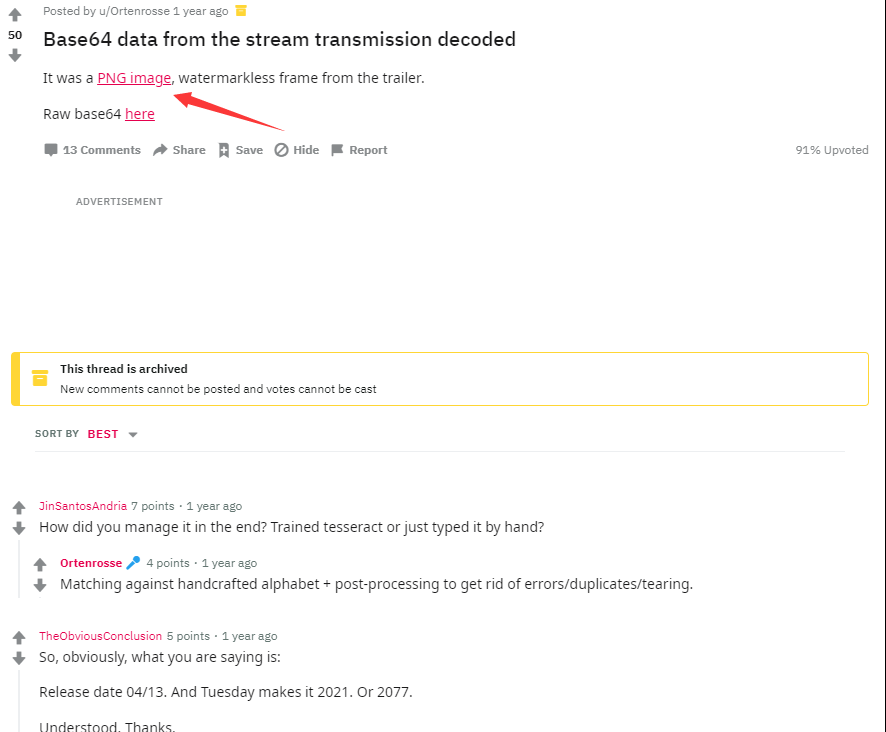 Posted by u/Ortenrosse 1 year ago
50
Base64 data from the stream transmission decoded
It was a PNG image, watermarkless frame from the trailer.
Raw base64 here
13 Comments Share Save Hide Report 91% Upvoted
ADVERTISEMENT
This thread is archived
New comments cannot be posted and votes cannot be cast
SORT BY BEST
JinSantosAndria 7 points · 1 year ago
How did you manage it in the end? Trained tesseract or just typed it by hand?
Ortenrosse 4 points · 1 year ago
Matching against handcrafted alphabet + post-processing to get rid of errors/duplicates/tearing.
TheObviousConclusion 5 points · 1 year ago
So, obviously, what you are saying is:
Release date 04/13. And Tuesday makes it 2021. Or 2077.
Understood. Thanks.